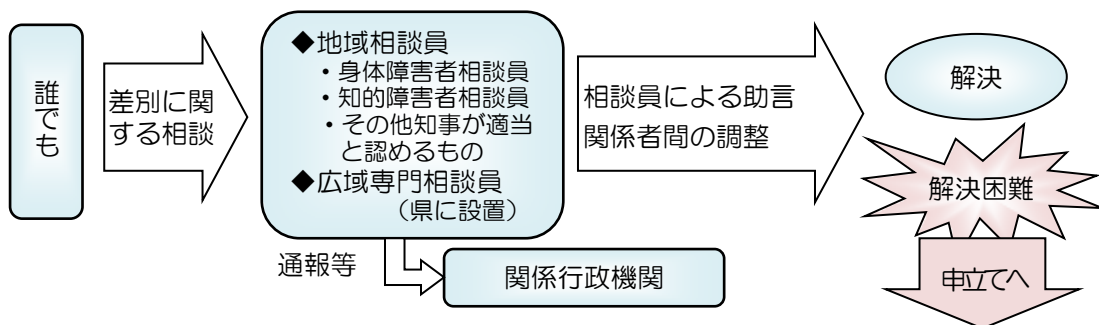 誰でも
差別に関
する相談
◆地域相談員
・身体障害者相談員
・知的障害者相談員
・その他知事が適当
と認めるもの
◆広域専門相談員
（県に設置）
相談員による助言
関係者間の調整
解決
解決困難
申立てへ
通報等
関係行政機関